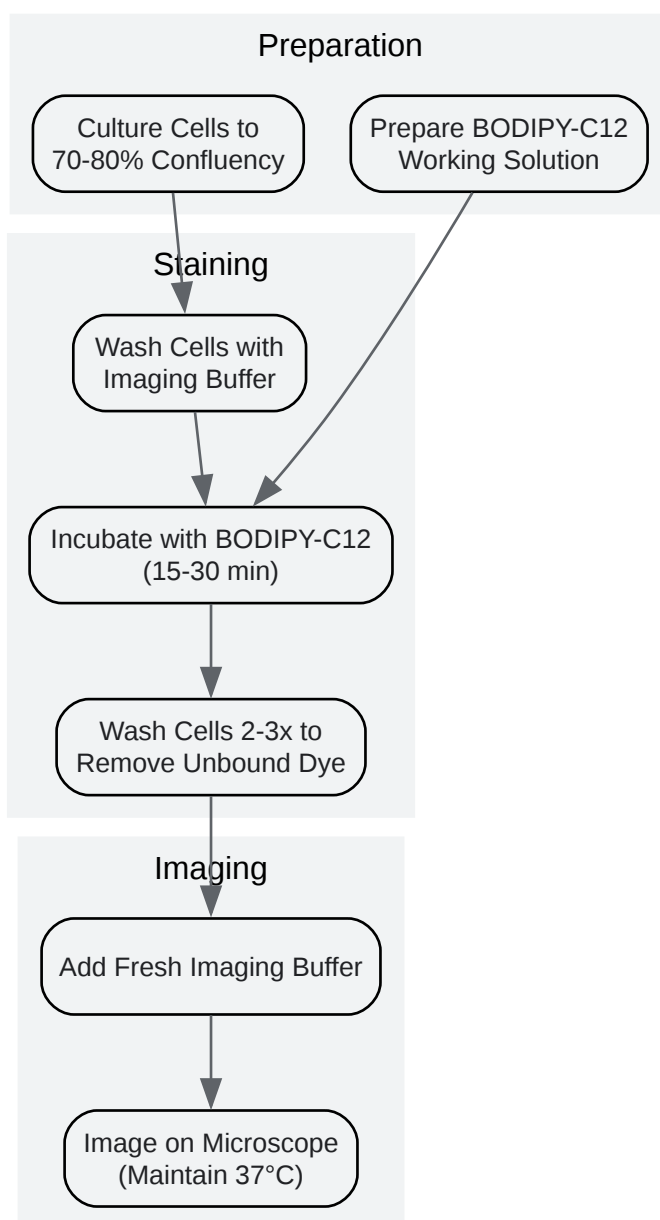 Preparation
Culture Cells to
70-80% Confluency
Prepare BODIPY-C12
Working Solution
Staining
Wash Cells with
Imaging Buffer
Incubate with BODIPY-C12
(15-30 min)
Wash Cells 2-3x to
Remove Unbound Dye
Imaging
Add Fresh Imaging Buffer
Image on Microscope
(Maintain 37°C)